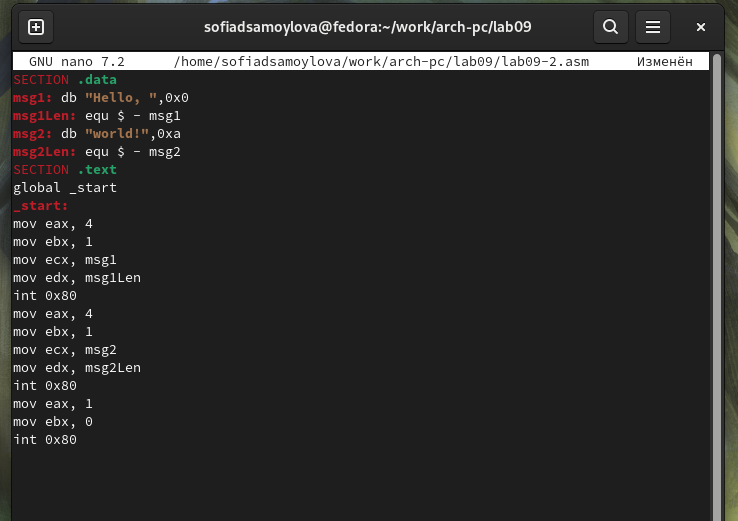 sofiadsamoylova@fedora:~/work/arch-pc/lab09
GNU nano 7.2 /home/sofiadsamoylova/work/arch-pc/lab09/lab09-2.asm Изменён
SECTION .data
msg1: db "Hello, ",0x0
msg1Len: equ $ - msg1
msg2: db "world!",0xa
msg2Len: equ $ - msg2
SECTION .text
global _start
_start:
mov eax, 4
mov ebx, 1
mov ecx, msg1
mov edx, msg1Len
int 0x80
mov eax, 4
mov ebx, 1
mov ecx, msg2
mov edx, msg2Len
int 0x80
mov eax, 1
mov ebx, 0
int 0x80